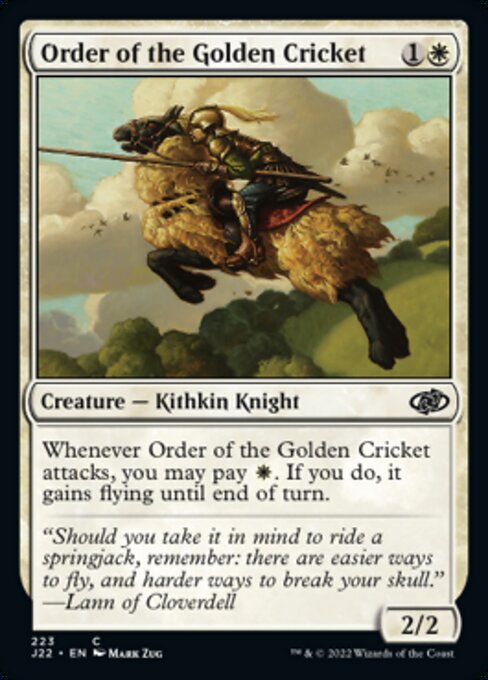 Order of the Golden Cricket 1
Creature — Kithkin Knight
Whenever Order of the Golden Cricket
attacks, you may pay . If you do, it
gains flying until end of turn.
“Should you take it in mind to ride a
springjack, remember: there are easier ways
to fly, and harder ways to break your skull.”
—Lann of Cloverdell
2/2
223 C
J22 • EN Mark Zug
™ & © 2022 Wizards of the Coast